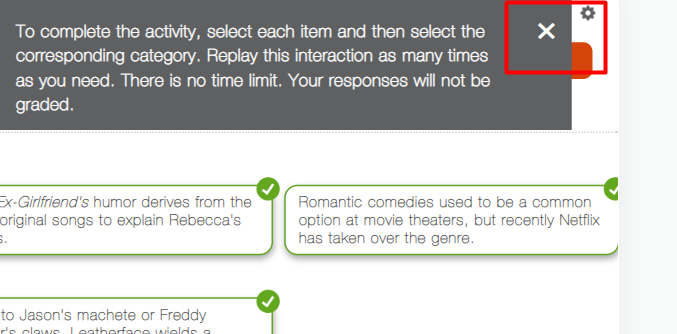 To complete the activity, select each item and then select the
corresponding category. Replay this interaction as many times
as you need. There is no time limit. Your responses will not be
graded.
Ex-Girlfriend's humor derives from the
original songs to explain Rebecca's
s.
Romantic comedies used to be a common
option at movie theaters, but recently Netflix
has taken over the genre.
to Jason's machete or Freddy
r's claws, Leatherface wields a